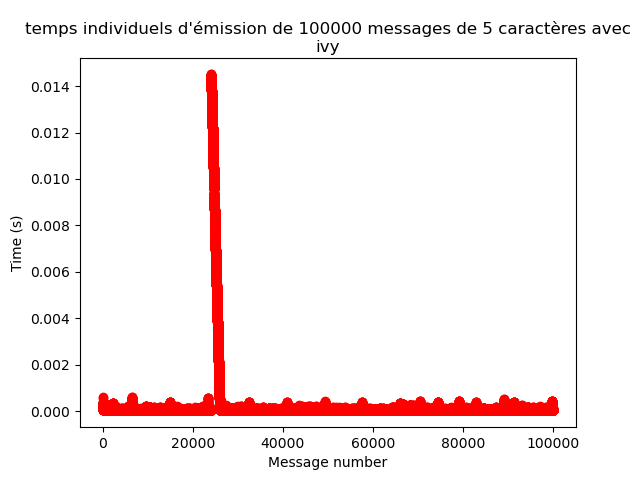 temps individuels d'émission de 100000 messages de 5 caractères avec
ivy
0.014
0.012
0.010
0.008
0.006
0.004
0.002
0.000
Time (s)
0 20000 40000 60000 80000 100000
Message number